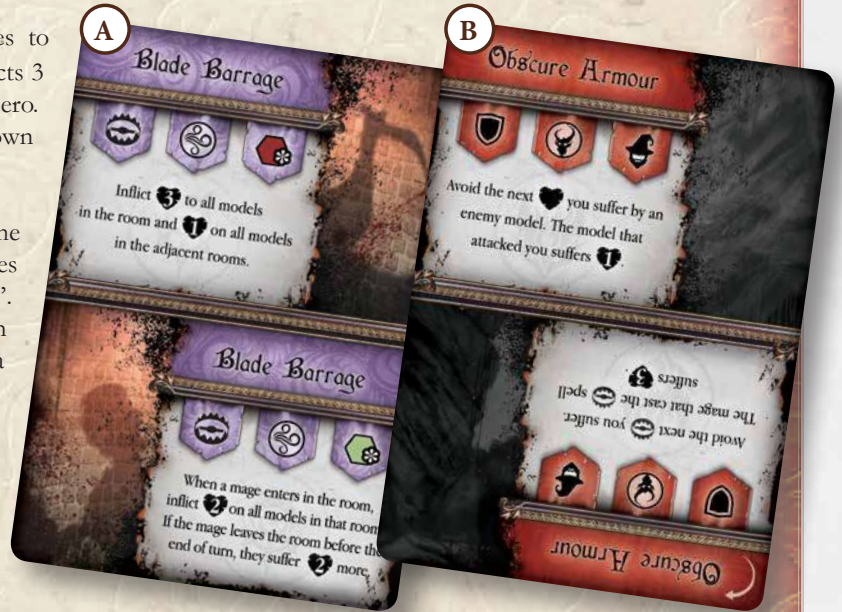 es to
cts 3
ero.
own
ne
es
”.
n
a
A
Blade Barrage
Inflict 3 to all models
in the room and 1 on all models
in the adjacent rooms.
Blade Barrage
When a mage enters in the room,
inflict 2 on all models in that room
If the mage leaves the room before the
end of turn, they suffer 2 more
B
Obscure Armour
Avoid the next you suffer by an
enemy model. The model that
attacked you suffers 1.
Obscure Armour
Avoid the next you suffer.
The mage that cast the spell
suffers 3